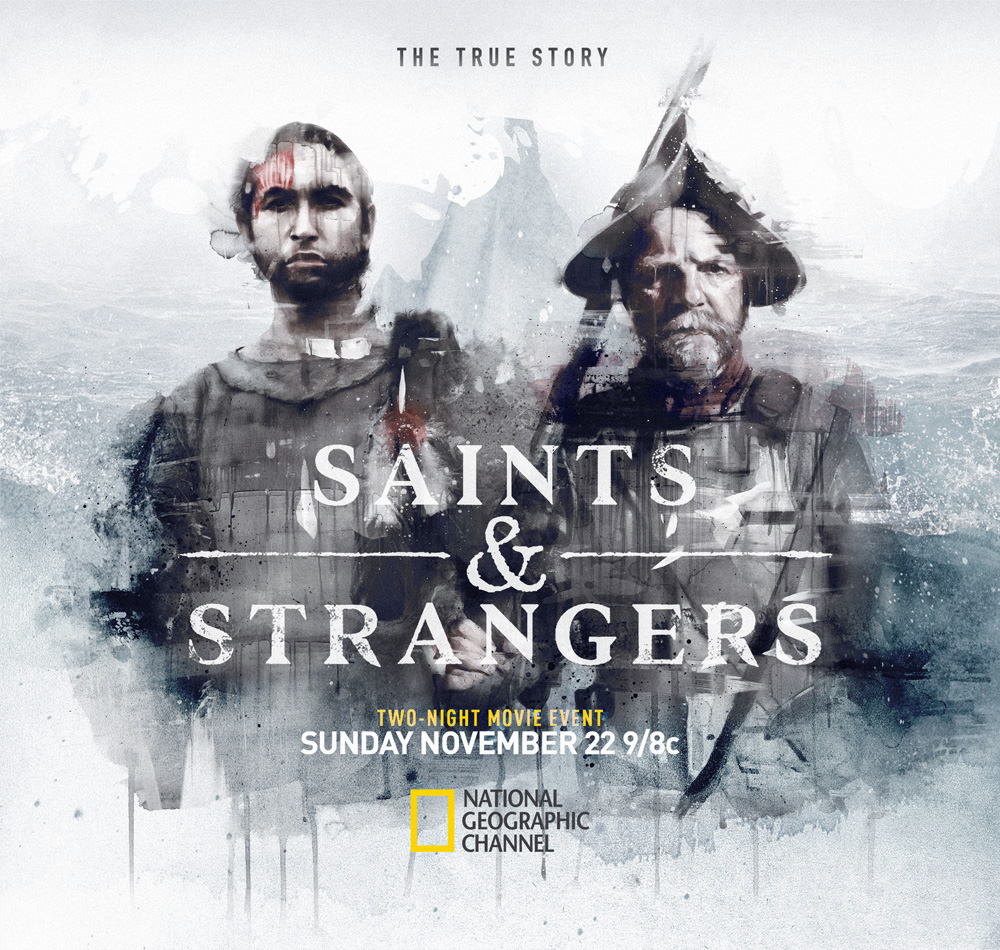 THE TRUE STORY
SAINTS
&
STRANGERS
TWO-NIGHT MOVIE EVENT
SUNDAY NOVEMBER 22 9/8c
NATIONAL
GEOGRAPHIC
CHANNEL